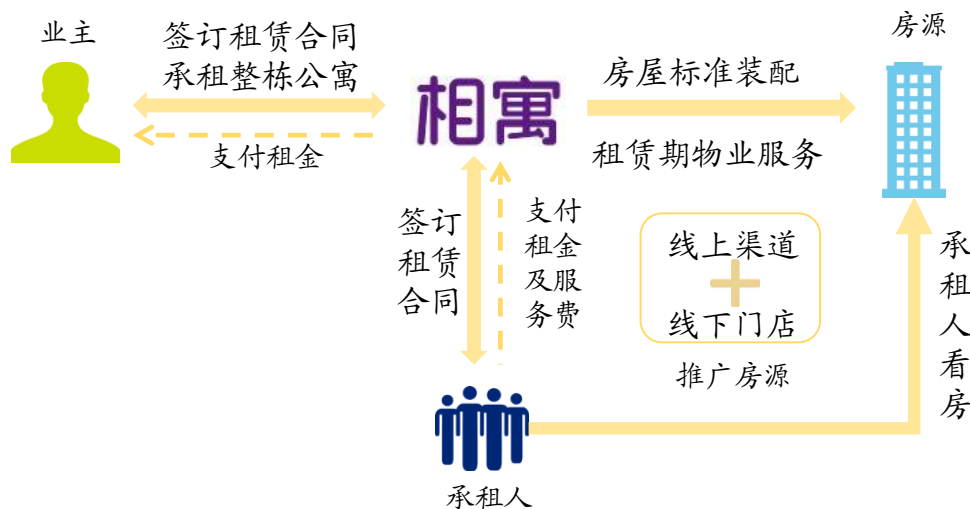 业主
签订租赁合同
承租整栋公寓
支付租金
相寓
房屋标准装配
租赁期物业服务
房源
签订
租赁
合同
支付
租金
及服
务费
线上渠道
线下门店
推广房源
承
租
人
看
房
承租人